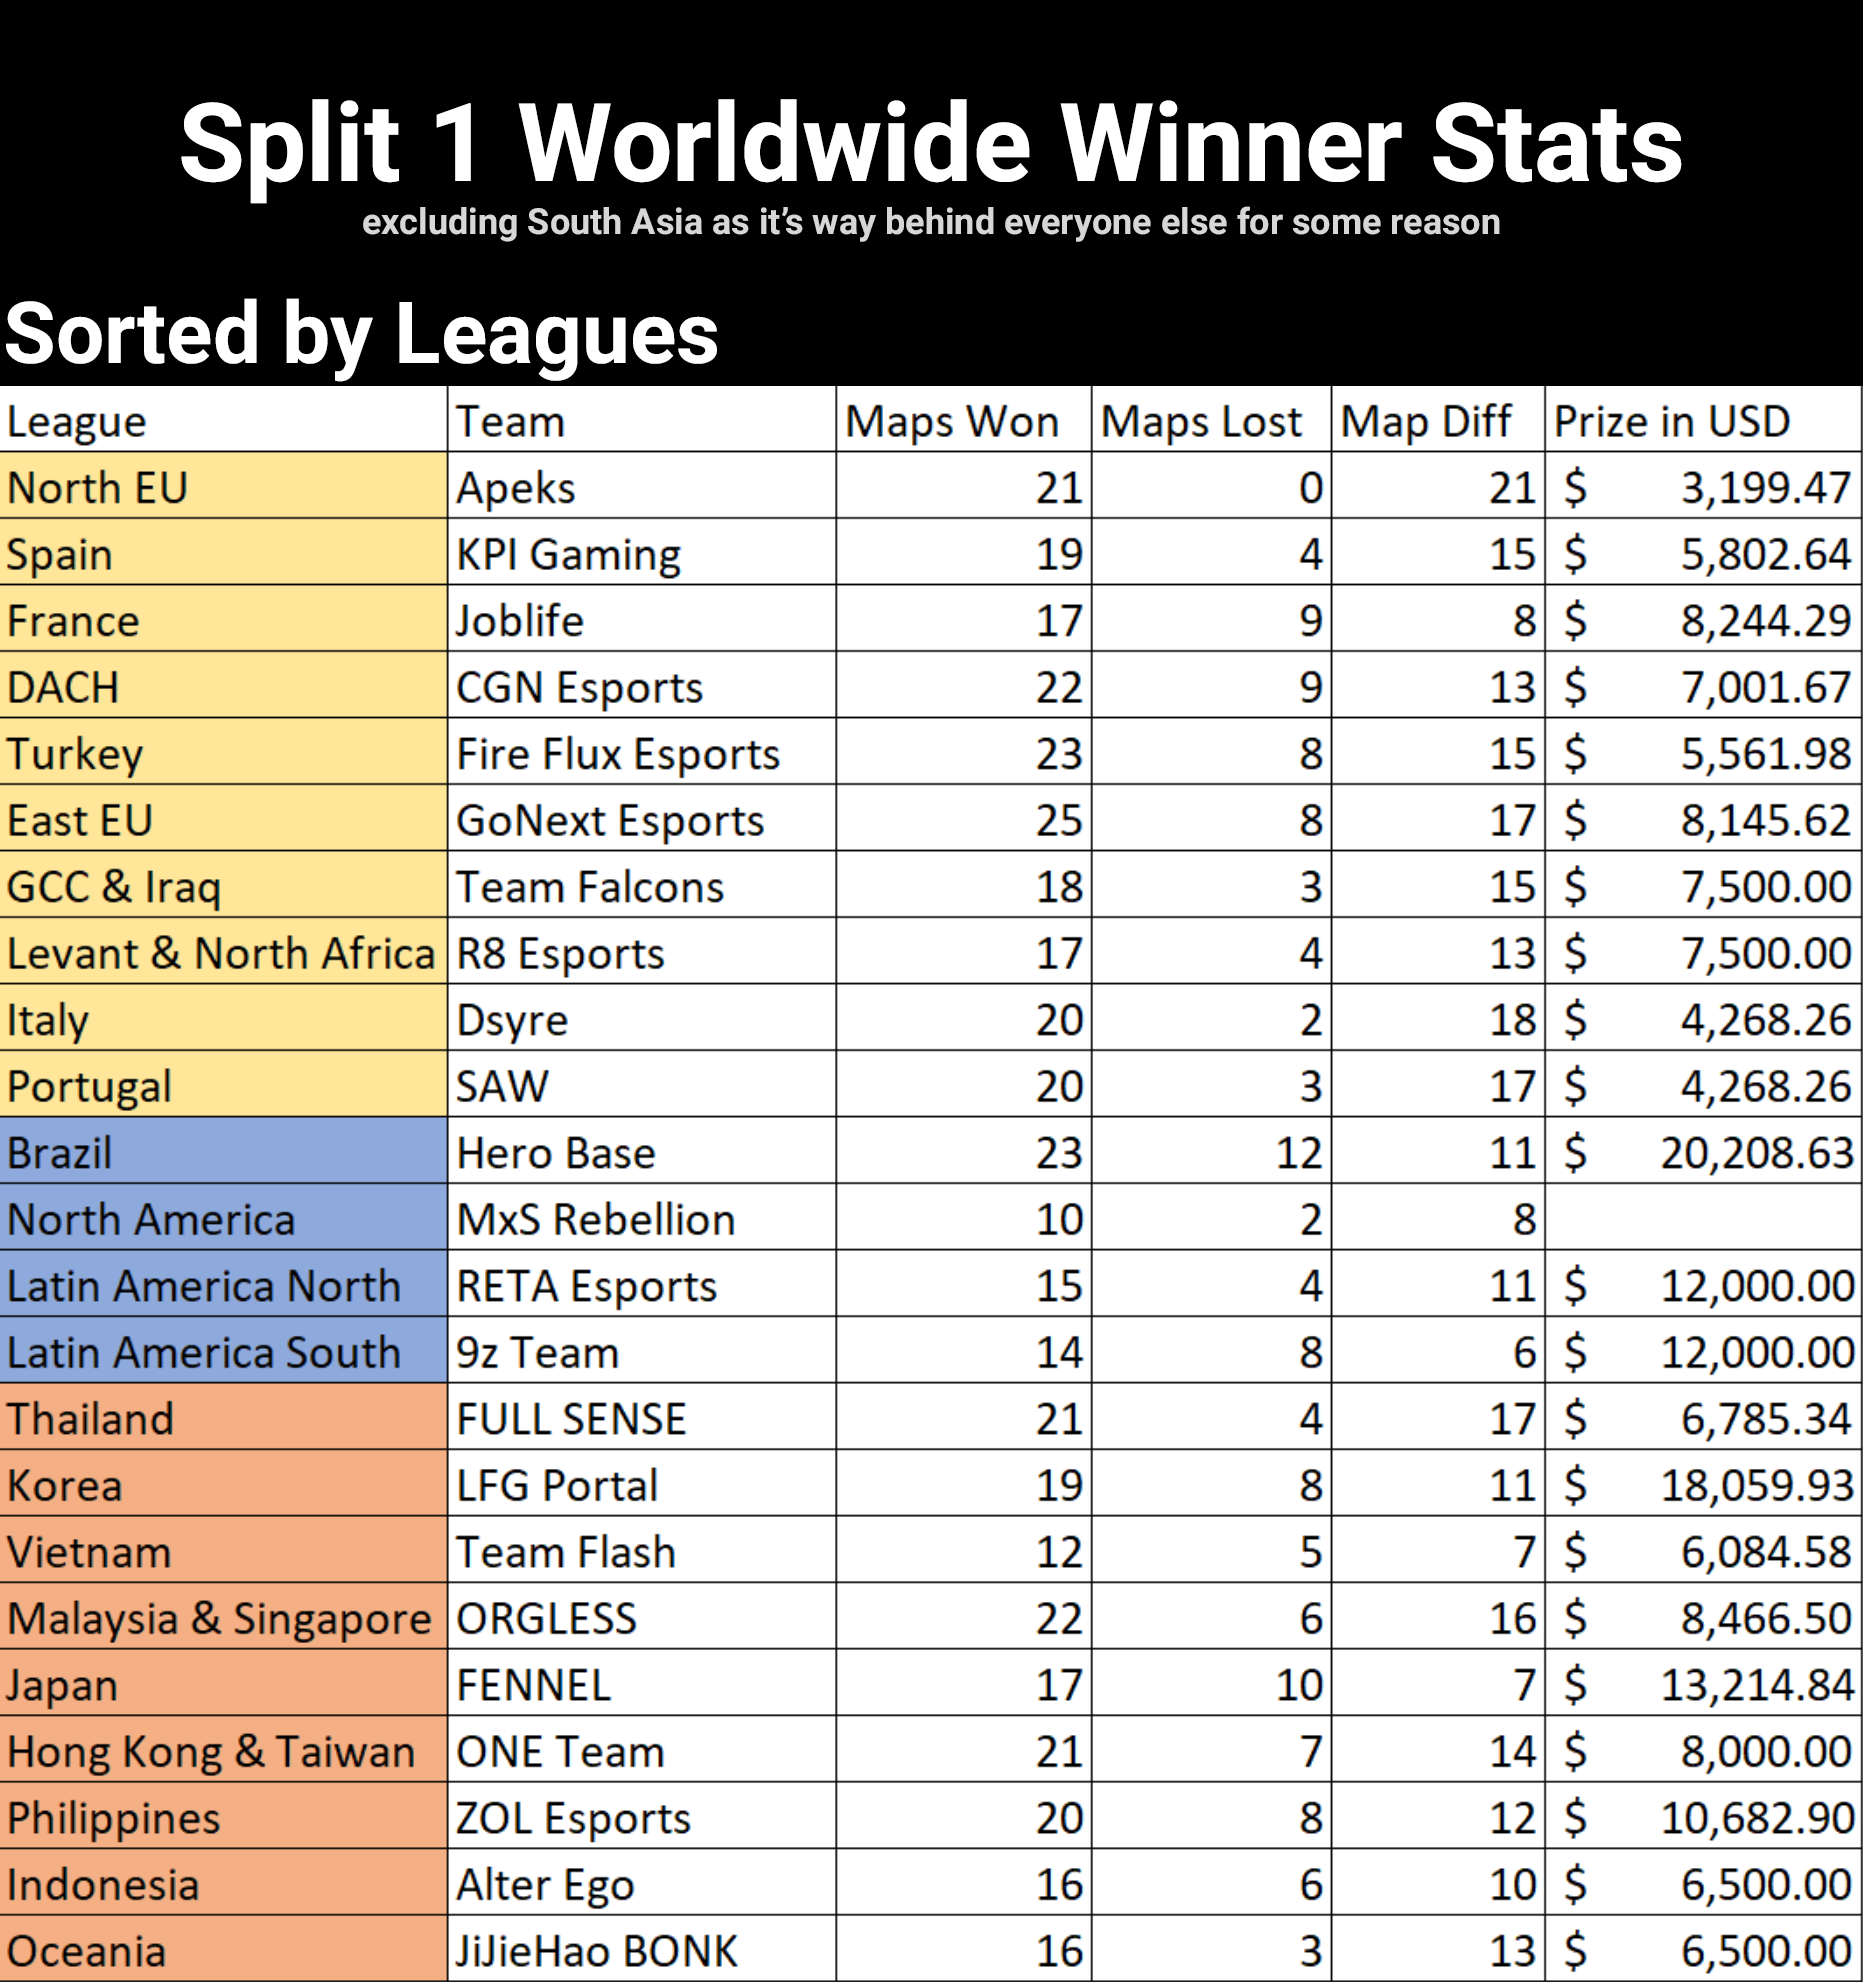 Split 1 Worldwide Winner Stats
excluding South Asia as it’s way behind everyone else for some reason
Sorted by Leagues
League Team Maps Won Maps Lost Map Diff Prize in USD
North EU Apeks 21 0 21 $ 3,199.47
Spain KPI Gaming 19 4 15 $ 5,802.64
France Joblife 17 9 8 $ 8,244.29
DACH CGN Esports 22 9 13 $ 7,001.67
Turkey Fire Flux Esports 23 8 15 $ 5,561.98
East EU GoNext Esports 25 8 17 $ 8,145.62
GCC & Iraq Team Falcons 18 3 15 $ 7,500.00
Levant & North Africa R8 Esports 17 4 13 $ 7,500.00
Italy Dsyre 20 2 18 $ 4,268.26
Portugal SAW 20 3 17 $ 4,268.26
Brazil Hero Base 23 12 11 $ 20,208.63
North America MxS Rebellion 10 2 8
Latin America North RETA Esports 15 4 11 $ 12,000.00
Latin America South 9z Team 14 8 6 $ 12,000.00
Thailand FULL SENSE 21 4 17 $ 6,785.34
Korea LFG Portal 19 8 11 $ 18,059.93
Vietnam Team Flash 12 5 7 $ 6,084.58
Malaysia & Singapore ORGLESS 22 6 16 $ 8,466.50
Japan FENNEL 17 10 7 $ 13,214.84
Hong Kong & Taiwan ONE Team 21 7 14 $ 8,000.00
Philippines ZOL Esports 20 8 12 $ 10,682.90
Indonesia Alter Ego 16 6 10 $ 6,500.00
Oceania JiJieHao BONK 16 3 13 $ 6,500.00